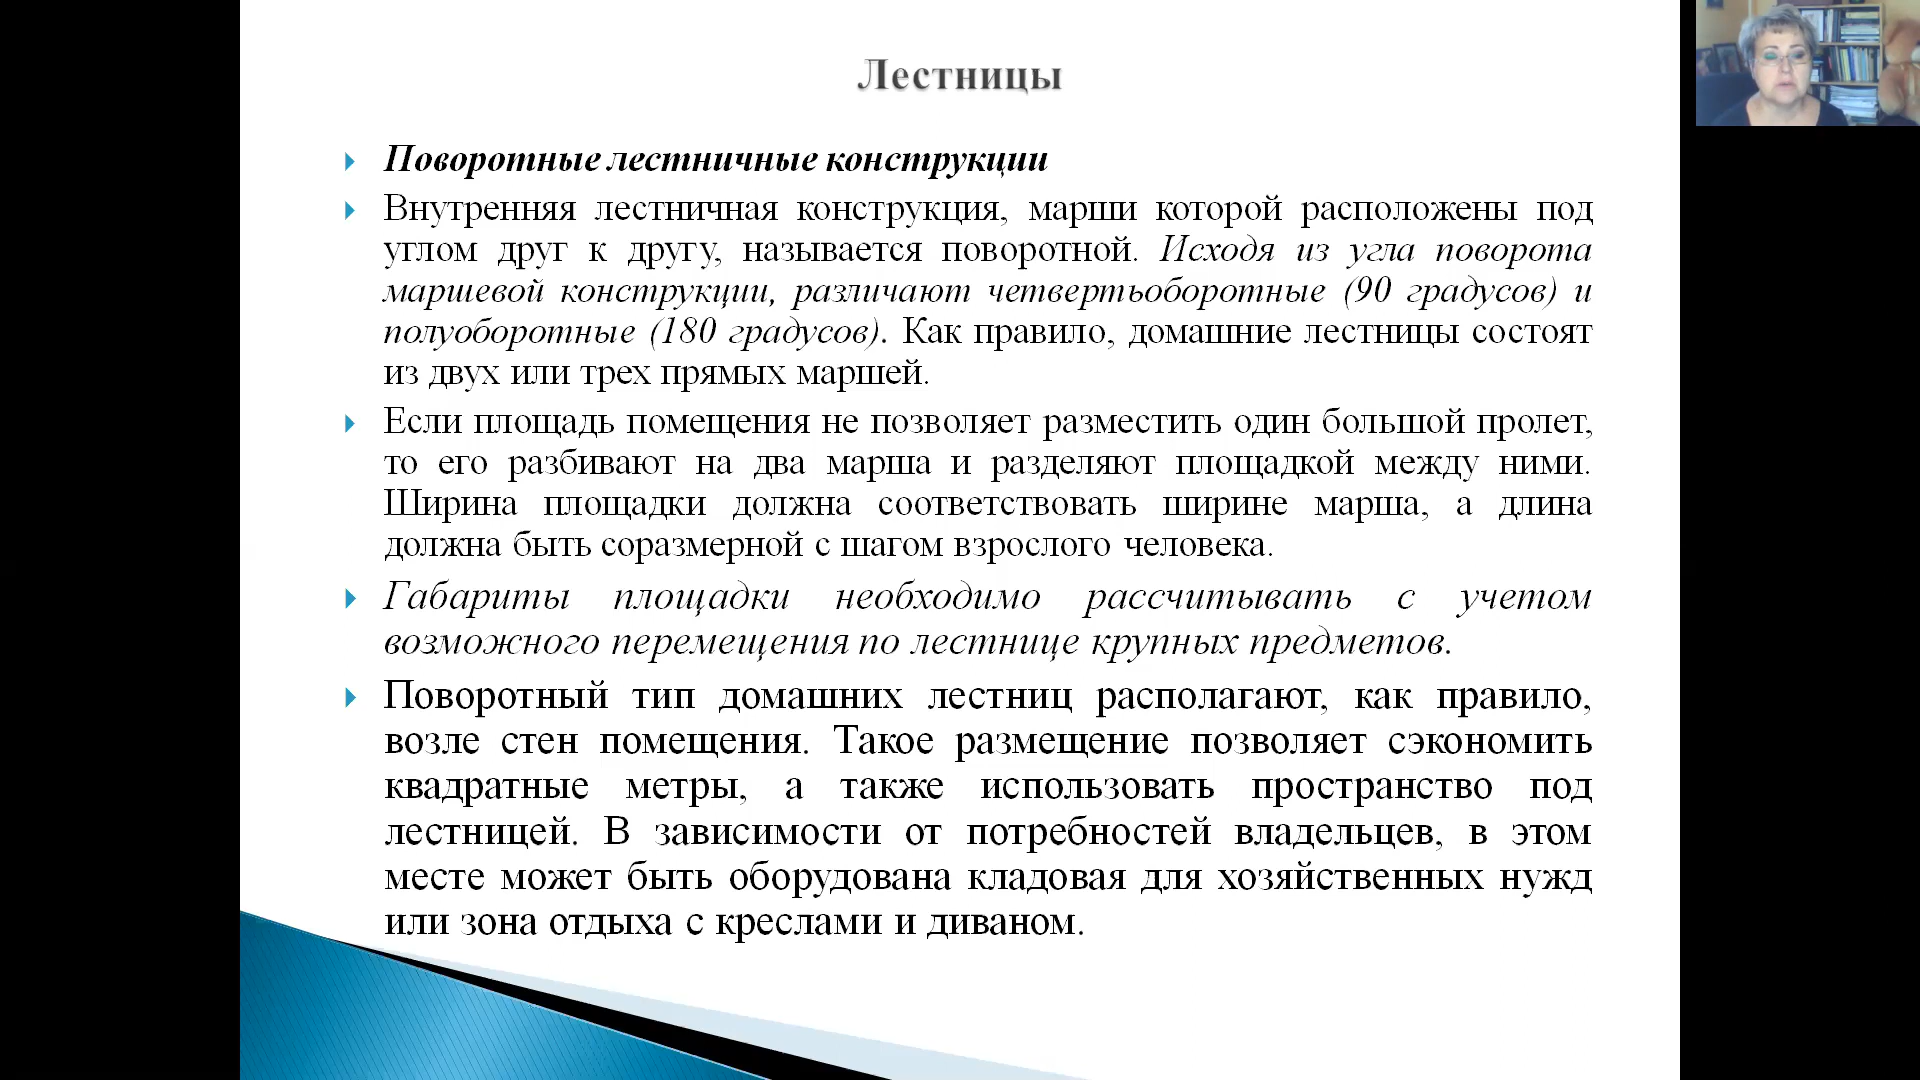 Лестницы
Поворотные лестничные конструкции
Внутренняя лестничная конструкция, марши которой расположены под
углом друг к другу, называется поворотной. Исходя из угла поворота
маршевой конструкции, различают четвертьоборотные (90 градусов) и
полуоборотные (180 градусов). Как правило, домашние лестницы состоят
из двух или трех прямых маршей.
Если площадь помещения не позволяет разместить один большой пролет,
то его разбивают на два марша и разделяют площадкой между ними.
Ширина площадки должна соответствовать ширине марша, а длина
должна быть соразмерной с шагом взрослого человека.
Габариты площадки необходимо рассчитывать с учетом
возможного перемещения по лестнице крупных предметов.
Поворотный тип домашних лестниц располагают, как правило,
возле стен помещения. Такое размещение позволяет сэкономить
квадратные метры, а также использовать пространство под
лестницей. В зависимости от потребностей владельцев, в этом
месте может быть оборудована кладовая для хозяйственных нужд
или зона отдыха с креслами и диваном.